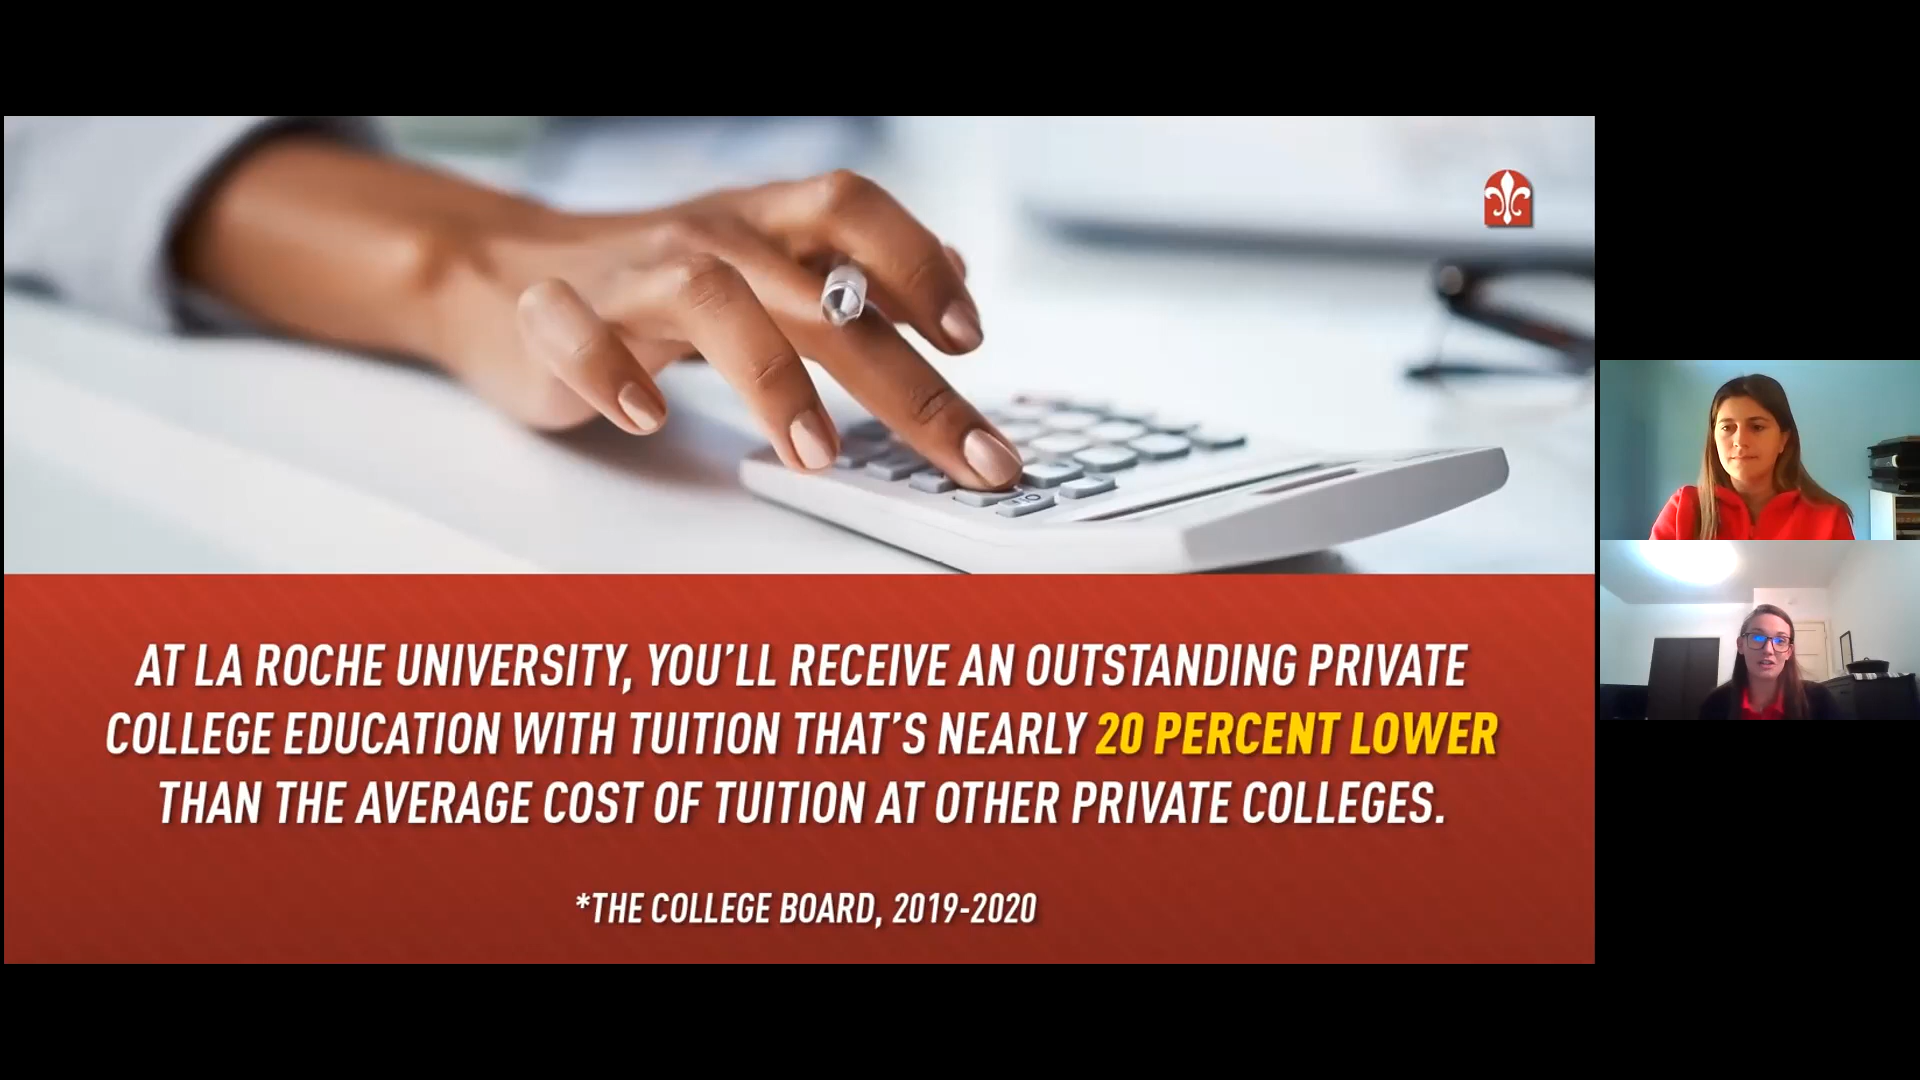 AT LA ROCHE UNIVERSITY, YOU'LL RECEIVE AN OUTSTANDING PRIVATE
COLLEGE EDUCATION WITH TUITION THAT'S NEARLY 20 PERCENT LOWER
THAN THE AVERAGE COST OF TUITION AT OTHER PRIVATE COLLEGES.
*THE COLLEGE BOARD, 2019-2020